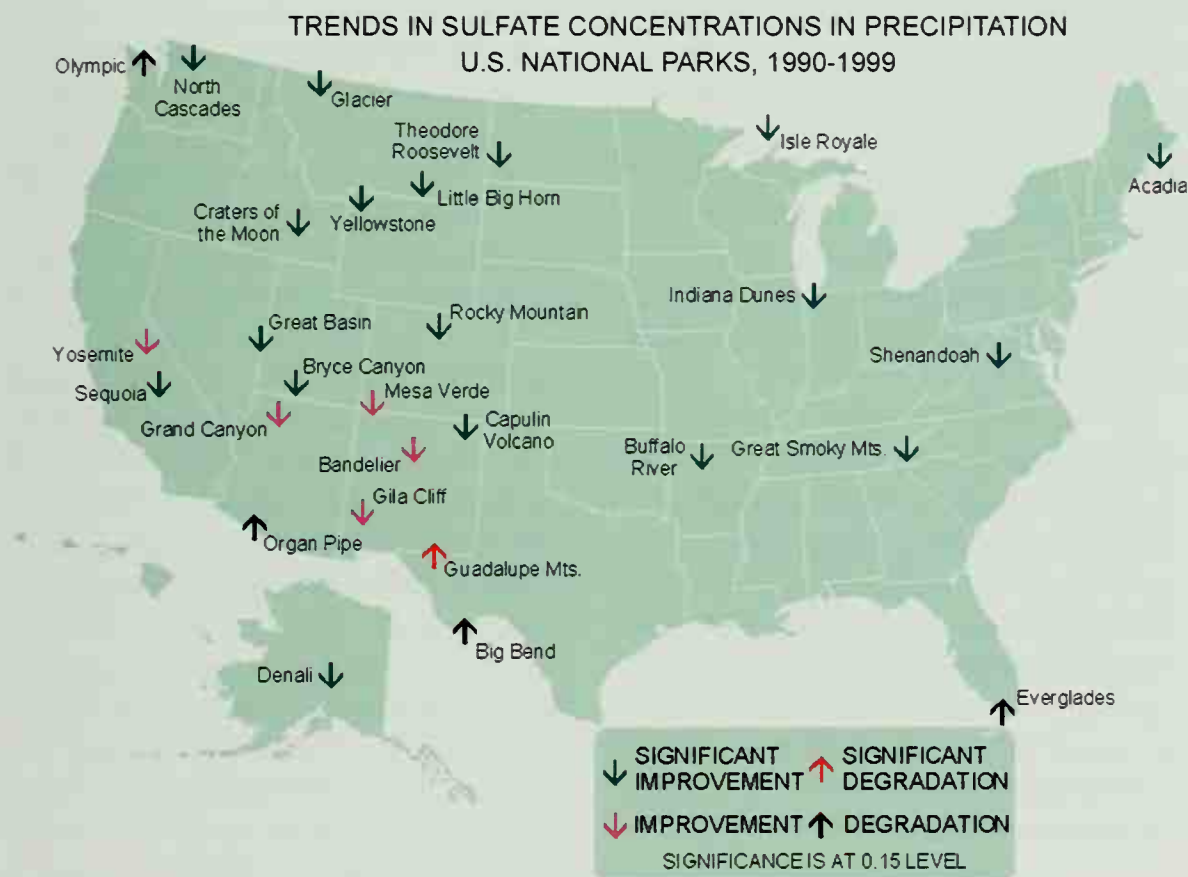 TRENDS IN SULFATE CONCENTRATIONS IN PRECIPITATION
U.S. NATIONAL PARKS, 1990-1999
Olympic
North
Cascades
Glacier
Theodore
Roosevelt
Isle Royale
Acadia
Little Big Horn
Yellowstone
Craters of
the Moon
Indiana Dunes
Rocky Mountain
Great Basin
Yosemite
Shenandoah
Bryce Canyon
Sequoia
Mesa Verde
Grand Canyon
Capulin
Volcano
Buffalo
River
Great Smoky Mts.
Bandelier
Gila Cliff
Organ Pipe
Guadalupe Mts.
Big Bend
Denali
Everglades
SIGNIFICANT
IMPROVEMENT
SIGNIFICANT
DEGRADATION
IMPROVEMENT
DEGRADATION
SIGNIFICANCE IS AT 0.15 LEVEL